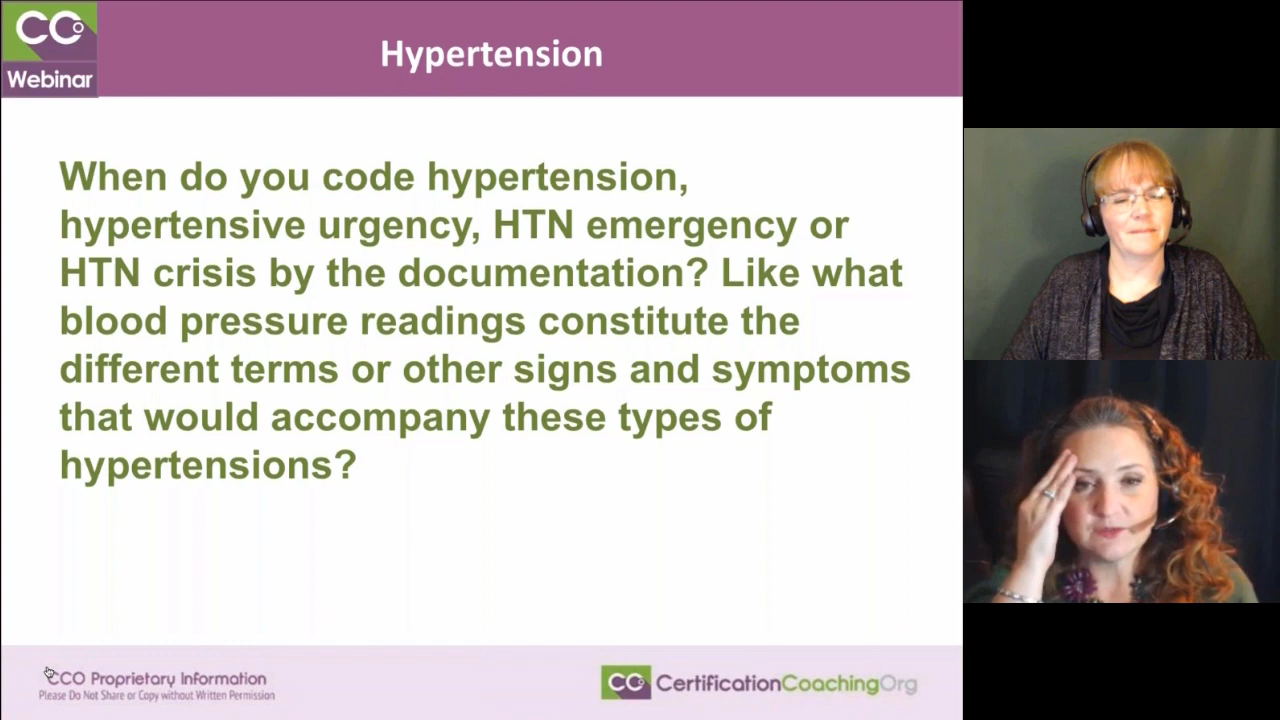 CCO
Webinar
Hypertension
When do you code hypertension,
hypertensive urgency, HTN emergency or
HTN crisis by the documentation? Like what
blood pressure readings constitute the
different terms or other signs and symptoms
that would accompany these types of
hypertensions?
CCO Proprietary Information
Please Do Not Share or Copy without Written Permission
CCO CertificationCoachingOrg